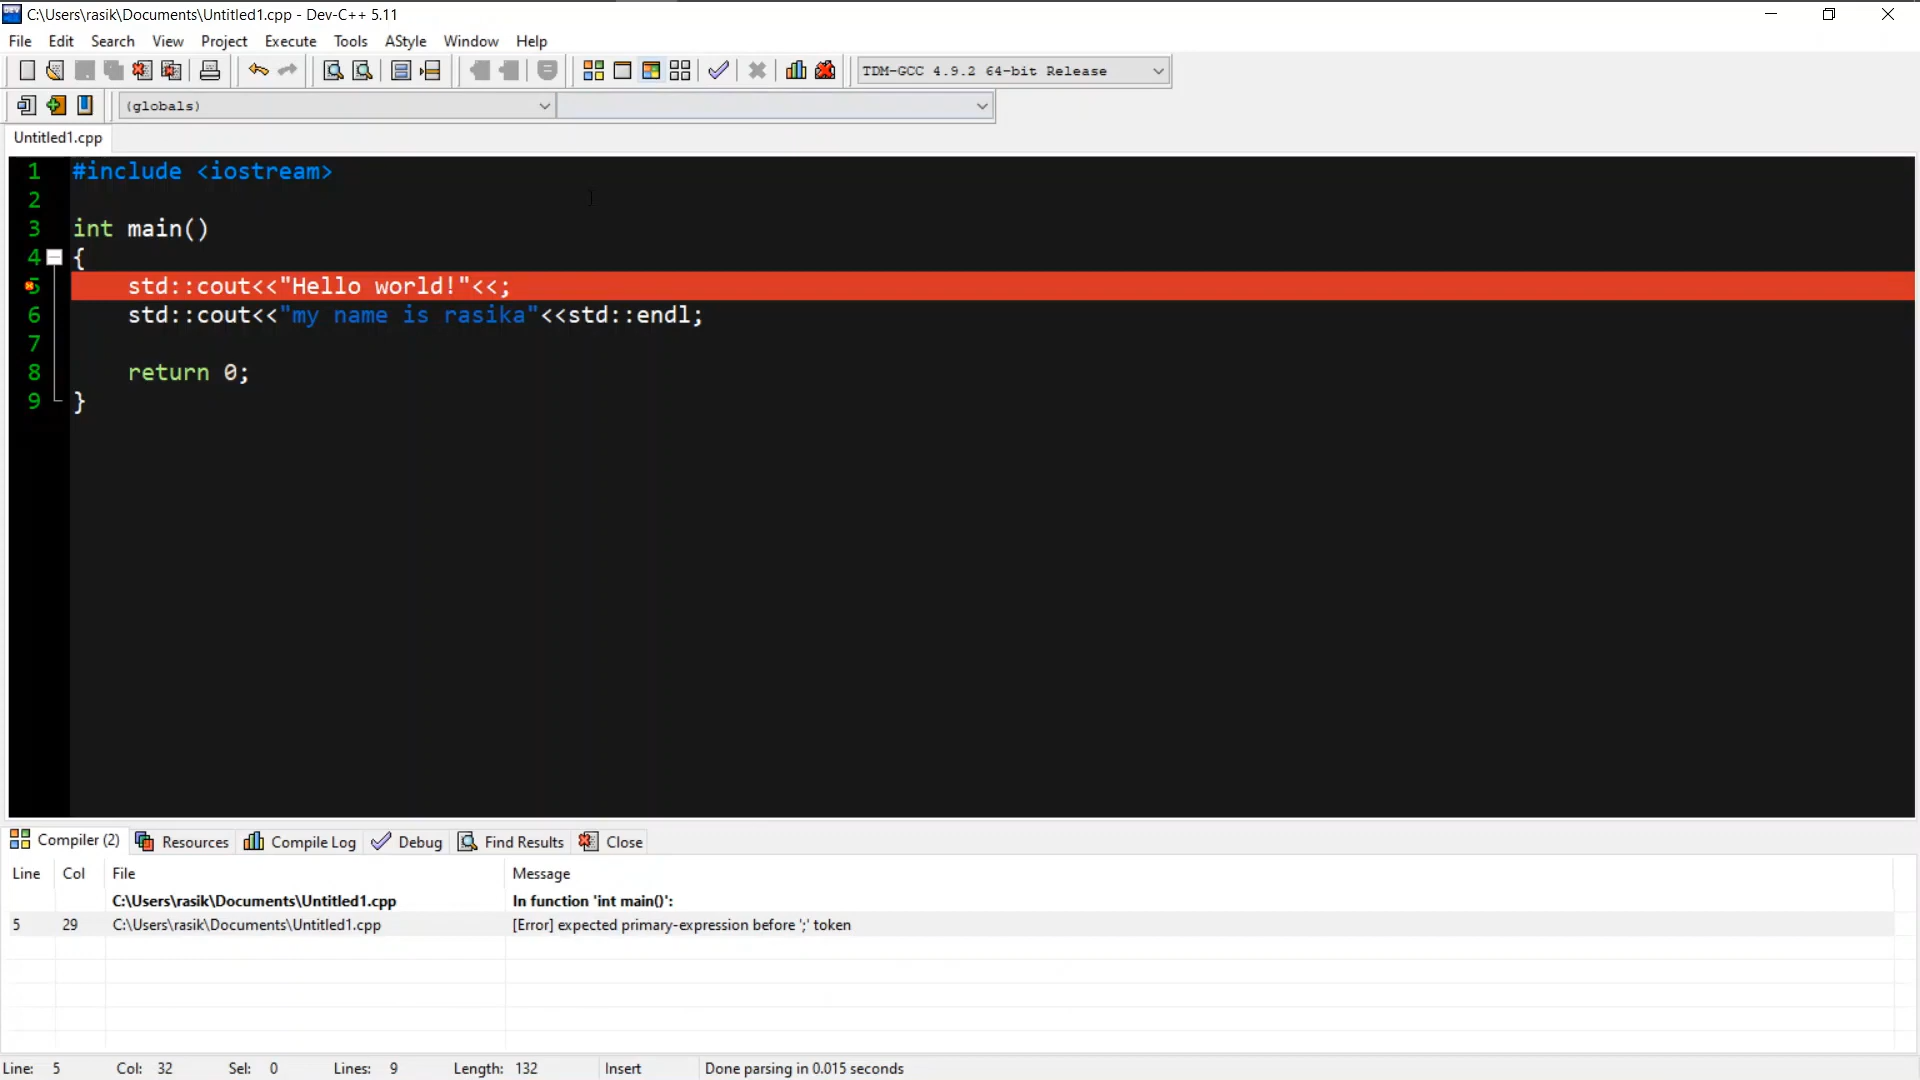 C:\Users\rasik\Documents\Untitled1.cpp - Dev-C++ 5.11
File Edit Search View Project Execute Tools AStyle Window Help
TDM-GCC 4.9.2 64-bit Release
(globals)
Untitled1.cpp
1 #include <iostream>
2
3 int main()
4 {
5 std::cout<<"Hello world!"<<;
6 std::cout<<"my name is rasika"<<std::endl;
7
8 return 0;
9 }
Compiler (2) Resources Compile Log Debug Find Results Close
Line Col File Message
C:\Users\rasik\Documents\Untitled1.cpp In function 'int main()':
5 29 C:\Users\rasik\Documents\Untitled1.cpp [Error] expected primary-expression before ';' token
Line: 5 Col: 32 Sel: 0 Lines: 9 Length: 132 Insert Done parsing in 0.015 seconds